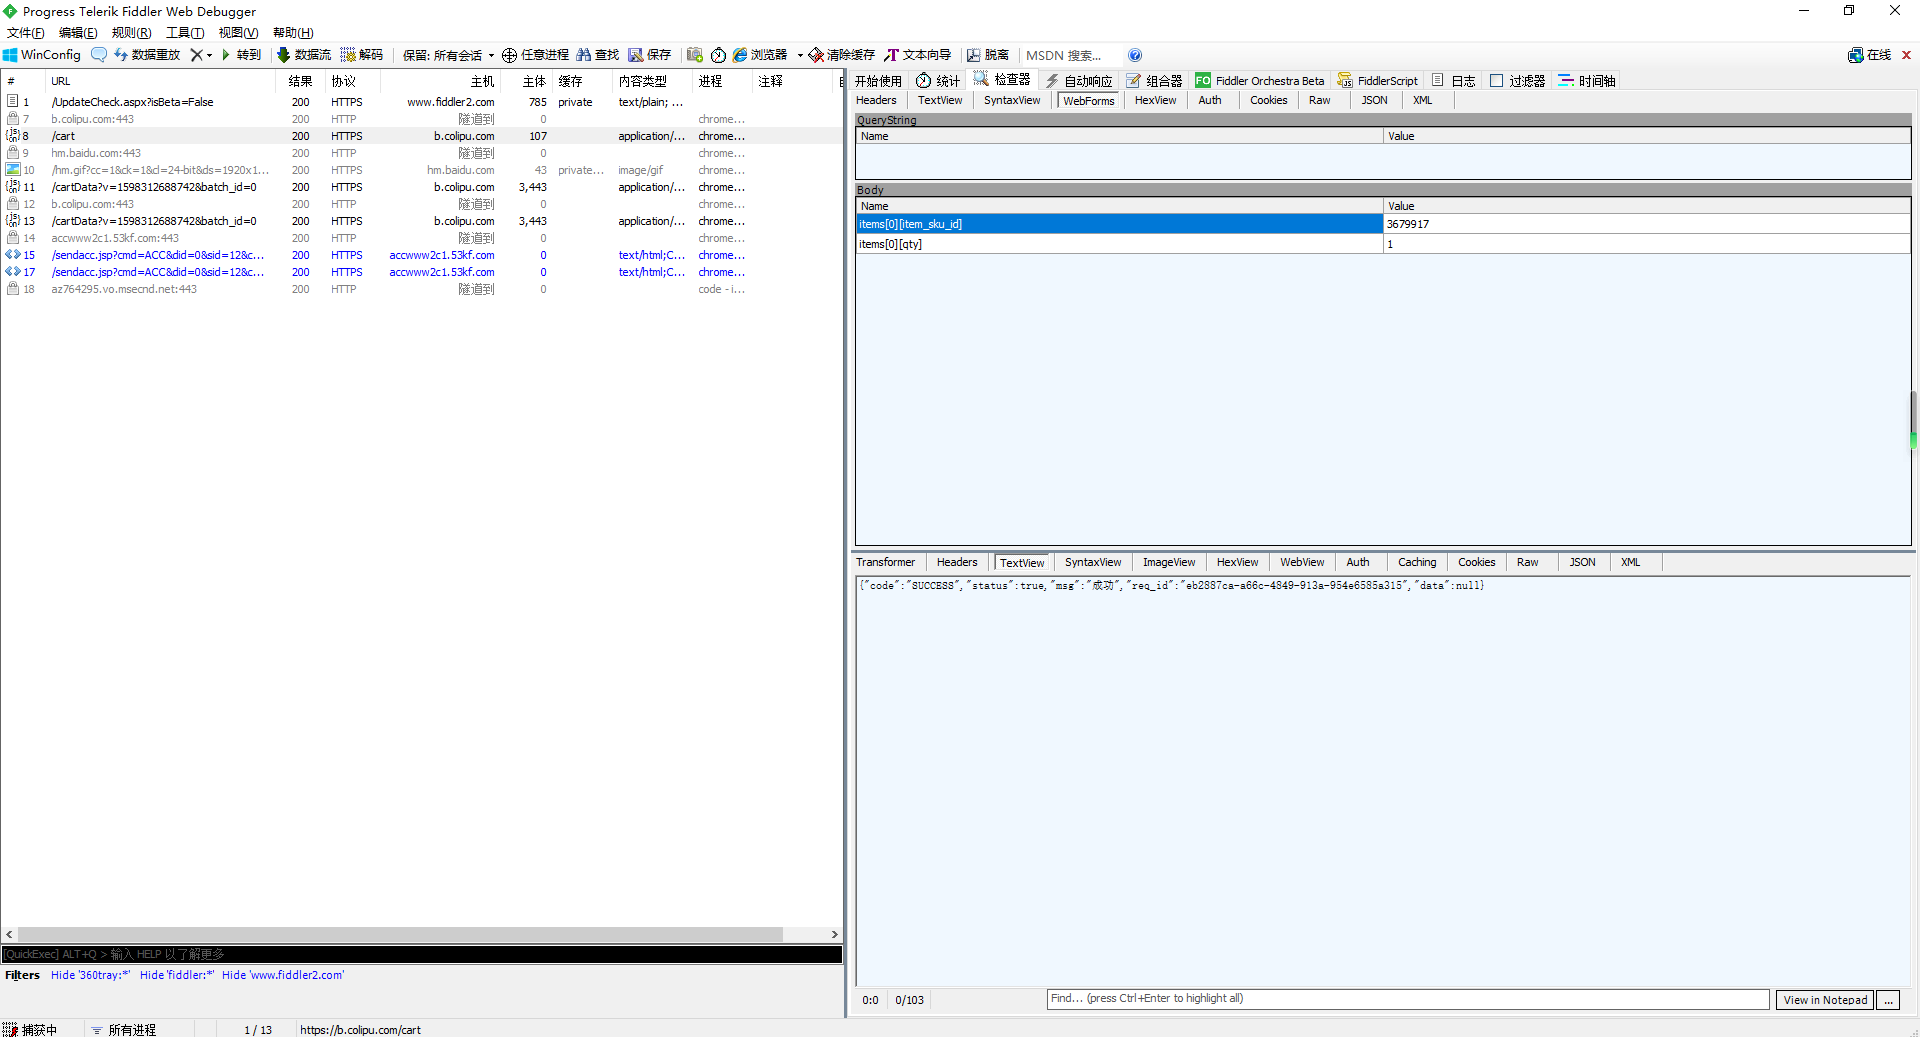 Progress Telerik Fiddler Web Debugger
文件(F) 编辑(E) 规则(R) 工具(T) 视图(V) 帮助(H)
WinConfig 数据重放 转到 数据流 解码 保留: 所有会话 任意进程 查找 保存 浏览器 清除缓存 文本向导 脱离 MSDN 搜索... 在线
# URL 结果 协议 主机 主体 缓存 内容类型 进程 注释
1 /UpdateCheck.aspx?isBeta=False 200 HTTPS www.fiddler2.com 785 private text/plain; ...
7 b.colipu.com:443 200 HTTP 隧道到 0 chrome...
8 /cart 200 HTTPS b.colipu.com 107 application/... chrome...
9 hm.baidu.com:443 200 HTTP 隧道到 0 chrome...
10 /hm.gif?cc=1&ck=1&cl=24-bit&ds=1920x1... 200 HTTPS hm.baidu.com 43 private... image/gif chrome...
11 /cartData?v=1598312688742&batch_id=0 200 HTTPS b.colipu.com 3,443 application/... chrome...
12 b.colipu.com:443 200 HTTP 隧道到 0 chrome...
13 /cartData?v=1598312688742&batch_id=0 200 HTTPS b.colipu.com 3,443 application/... chrome...
14 accwww2c1.53kf.com:443 200 HTTP 隧道到 0 chrome...
15 /sendacc.jsp?cmd=ACC&did=0&sid=12&c... 200 HTTPS accwww2c1.53kf.com 0 text/html;C... chrome...
17 /sendacc.jsp?cmd=ACC&did=0&sid=12&c... 200 HTTPS accwww2c1.53kf.com 0 text/html;C... chrome...
18 az764295.vo.msecnd.net:443 200 HTTP 隧道到 0 code - i...
[QuickExec] ALT+Q > 输入 HELP 以了解更多
Filters Hide '360tray:*' Hide 'fiddler:*' Hide 'www.fiddler2.com'
捕获中 所有进程 1 / 13 https://b.colipu.com/cart
开始使用 统计 检查器 自动响应 组合器 FO Fiddler Orchestra Beta FiddlerScript 日志 过滤器 时间轴
Headers TextView SyntaxView WebForms HexView Auth Cookies Raw JSON XML
QueryString
Name Value
Body
Name Value
items[0][item_sku_id] 3679917
items[0][qty] 1
Transformer Headers TextView SyntaxView ImageView HexView WebView Auth Caching Cookies Raw JSON XML
{"code":"SUCCESS","status":true,"msg":"成功","req_id":"eb2887ca-a66c-4849-913a-954e6585a315","data":null}
0:0 0/103 Find... (press Ctrl+Enter to highlight all) View in Notepad ...